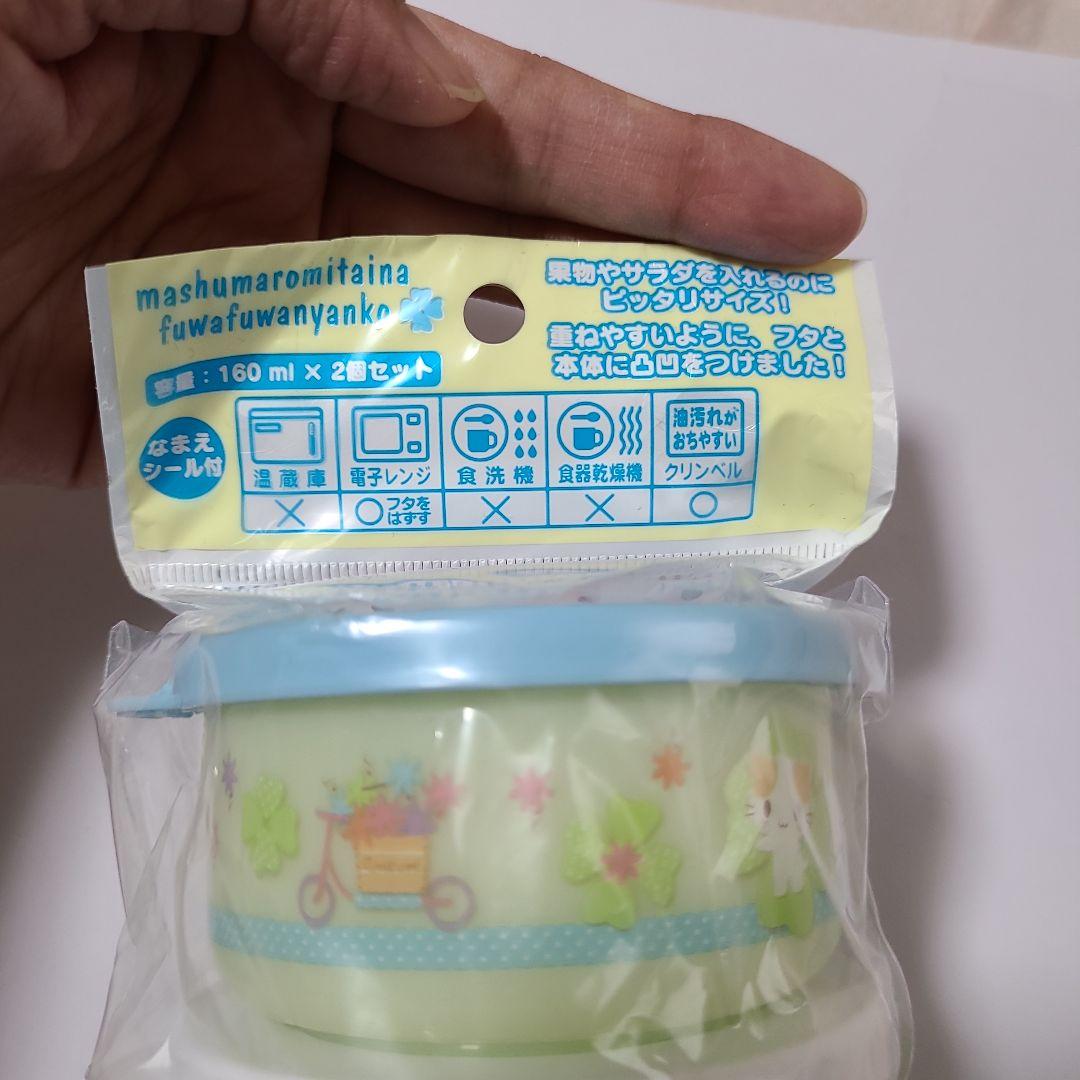 mashumaromitaina
fuwafuwanyanko
容量：160 ml × 2個セット
なまえ
シール付
果物やサラダを入れるのに
ピッタリサイズ！
重ねやすいように、フタと
本体に凸凹をつけました！
温蔵庫
電子レンジ
食洗機
食器乾燥機
油汚れが
おちやすい
クリンベル
×
○フタを
はずす
×
×
○